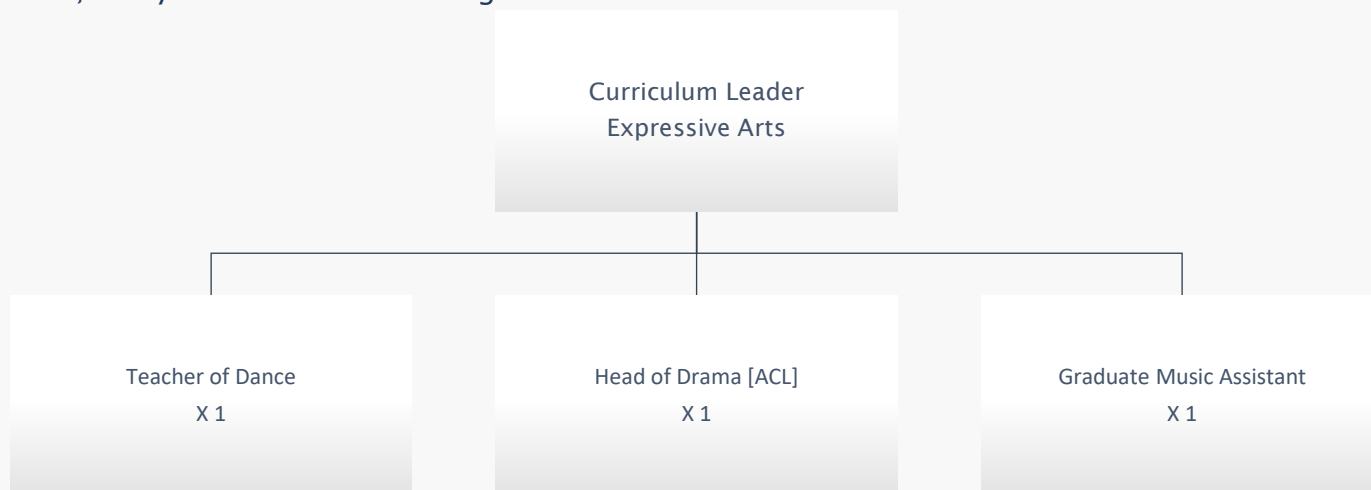 Curriculum Leader
Expressive Arts
Teacher of Dance
X 1
Head of Drama [ACL]
X 1
Graduate Music Assistant
X 1